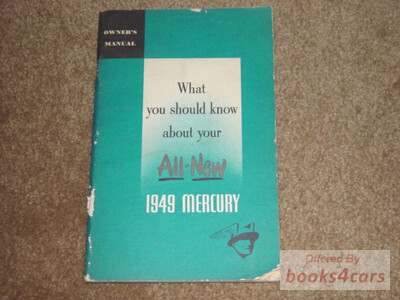 OWNER'S
MANUAL
What
you should know
about your
All-New
1949 MERCURY
Offered By
books4cars